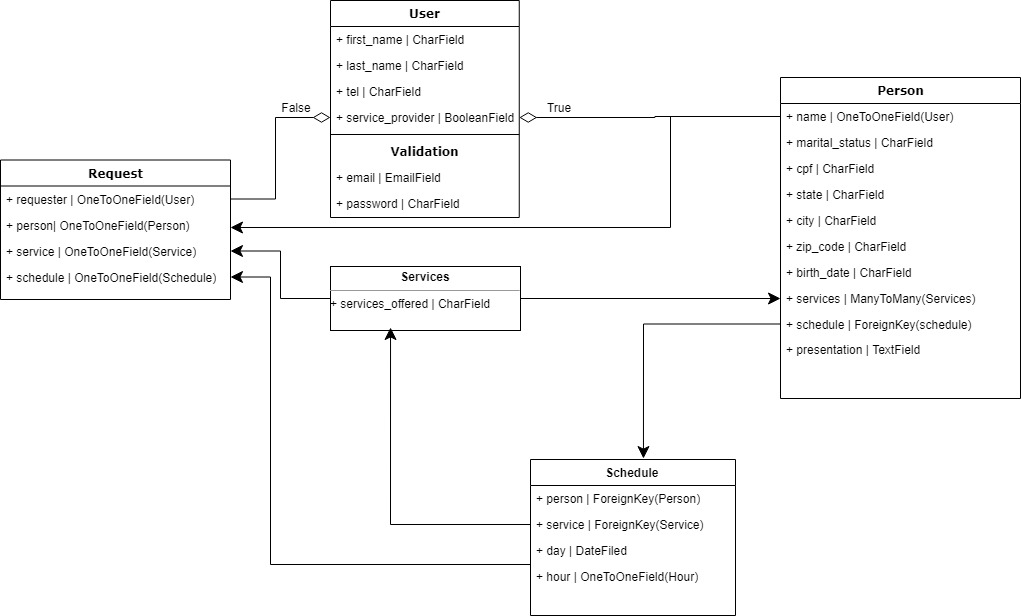 User
+ first_name | CharField
+ last_name | CharField
+ tel | CharField
+ service_provider | BooleanField
Validation
+ email | EmailField
+ password | CharField
False
True
Person
+ name | OneToOneField(User)
+ marital_status | CharField
+ cpf | CharField
+ state | CharField
+ city | CharField
+ zip_code | CharField
+ birth_date | CharField
+ services | ManyToMany(Services)
+ schedule | ForeignKey(schedule)
+ presentation | TextField
Request
+ requester | OneToOneField(User)
+ person| OneToOneField(Person)
+ service | OneToOneField(Service)
+ schedule | OneToOneField(Schedule)
Services
+ services_offered | CharField
Schedule
+ person | ForeignKey(Person)
+ service | ForeignKey(Service)
+ day | DateFiled
+ hour | OneToOneField(Hour)